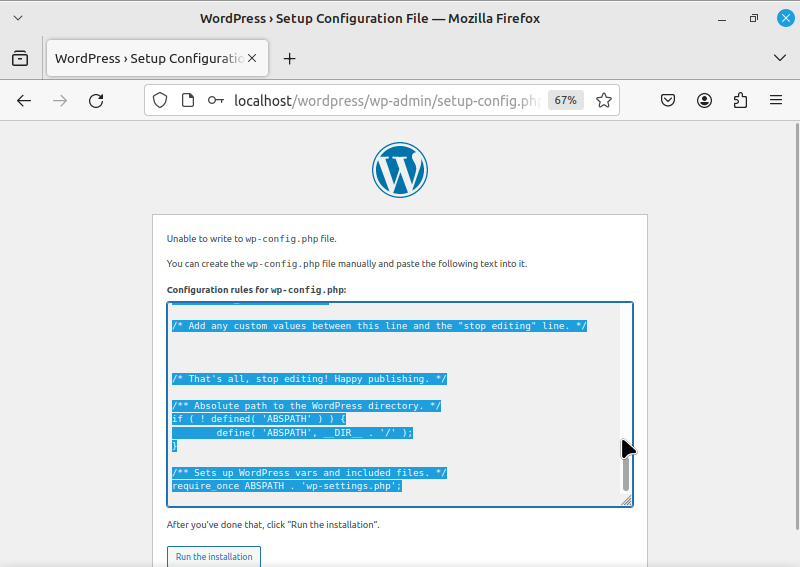 WordPress › Setup Configuration File — Mozilla Firefox
WordPress › Setup Configuratio
localhost/wordpress/wp-admin/setup-config.php
67%
Unable to write to wp-config.php file.
You can create the wp-config.php file manually and paste the following text into it.
Configuration rules for wp-config.php:
/* Add any custom values between this line and the "stop editing" line. */
/* That's all, stop editing! Happy publishing. */
/** Absolute path to the WordPress directory. */
if ( ! defined( 'ABSPATH' ) ) {
define( 'ABSPATH', __DIR__ . '/' );
}
/** Sets up WordPress vars and included files. */
require_once ABSPATH . 'wp-settings.php';
After you've done that, click "Run the installation".
Run the installation